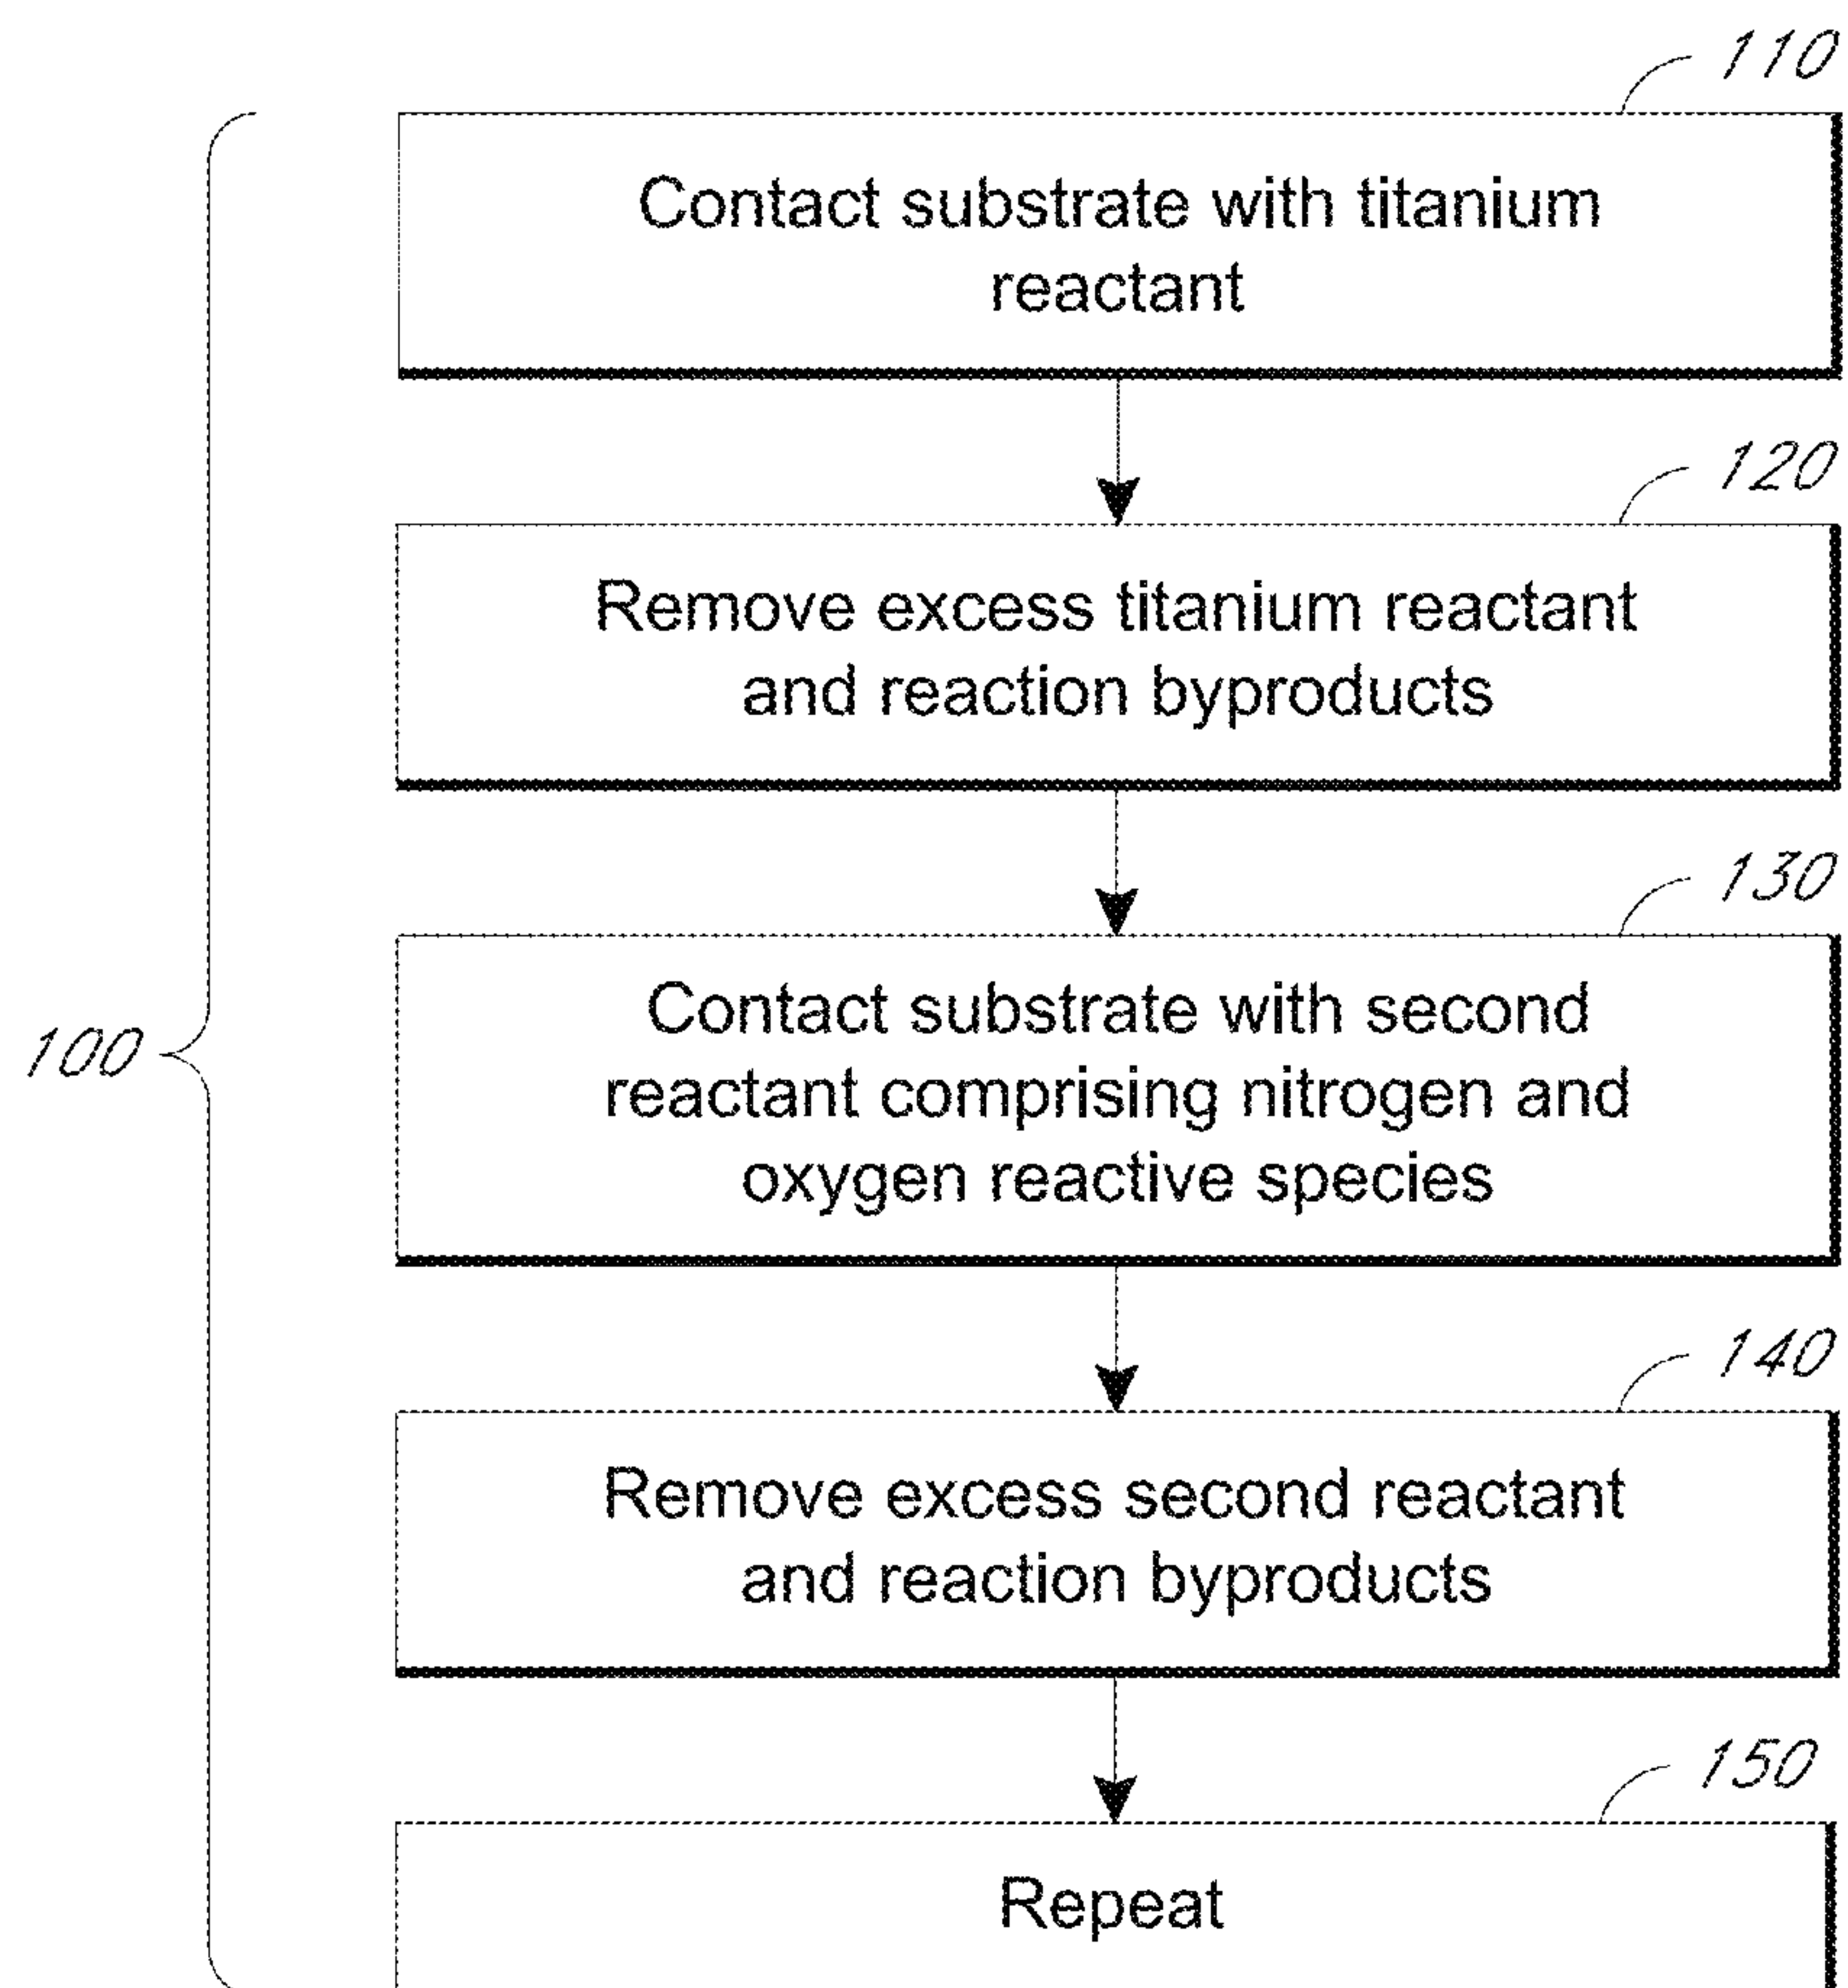 110
Contact substrate with titanium
reactant
120
Remove excess titanium reactant
and reaction byproducts
130
Contact substrate with second
reactant comprising nitrogen and
oxygen reactive species
100
140
Remove excess second reactant
and reaction byproducts
150
Repeat